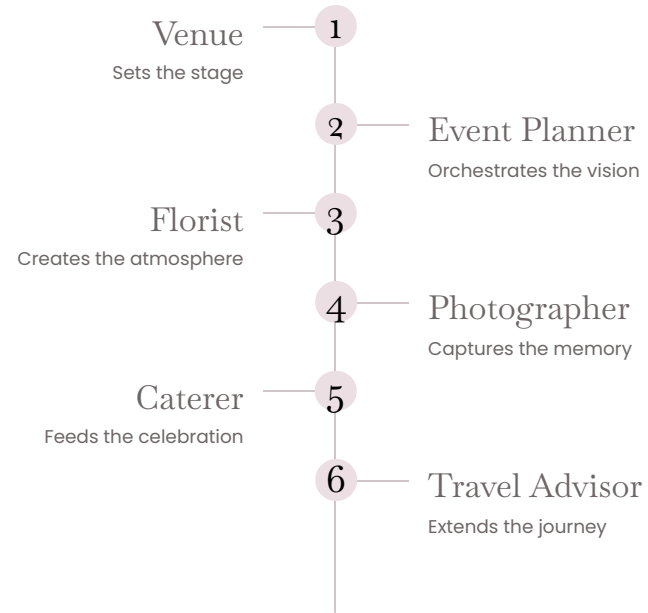 1
Venue
Sets the stage
2
Event Planner
Orchestrates the vision
3
Florist
Creates the atmosphere
4
Photographer
Captures the memory
5
Caterer
Feeds the celebration
6
Travel Advisor
Extends the journey